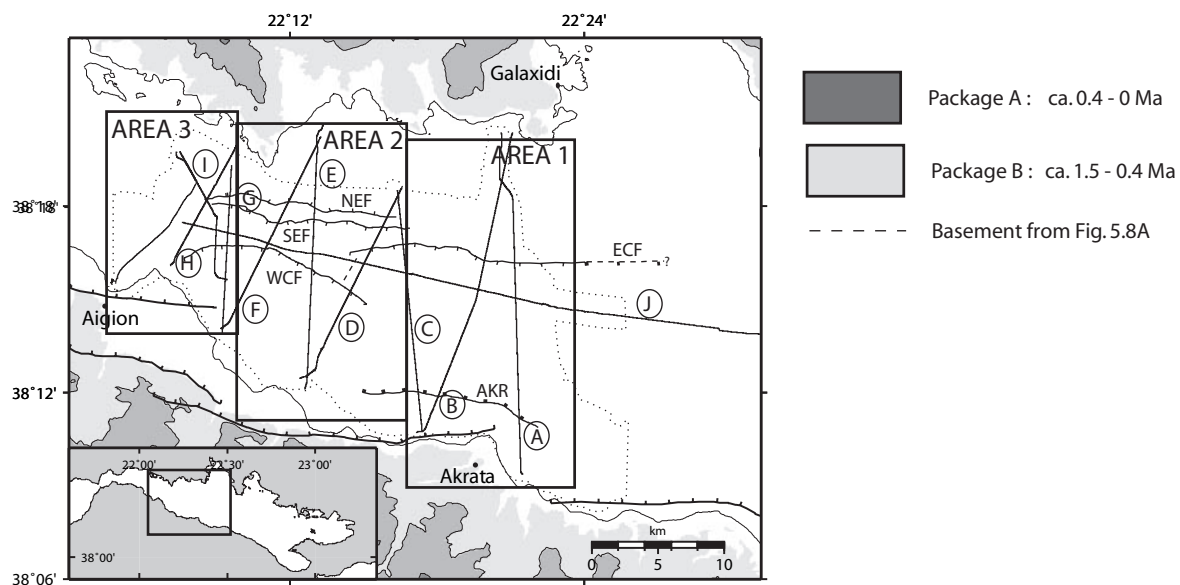 22˚12'
22˚24'
Galaxidi
Package A : ca. 0.4 - 0 Ma
AREA 3
AREA 2
AREA 1
Package B : ca. 1.5 - 0.4 Ma
I
E
G
NEF
38˚18'
SEF
Basement from Fig. 5.8A
ECF
?
H
WCF
J
Aigion
F
D
C
38˚12'
AKR
B
A
22˚00'
22˚30'
23˚00'
Akrata
km
38˚00'
0
5
10
38˚06'